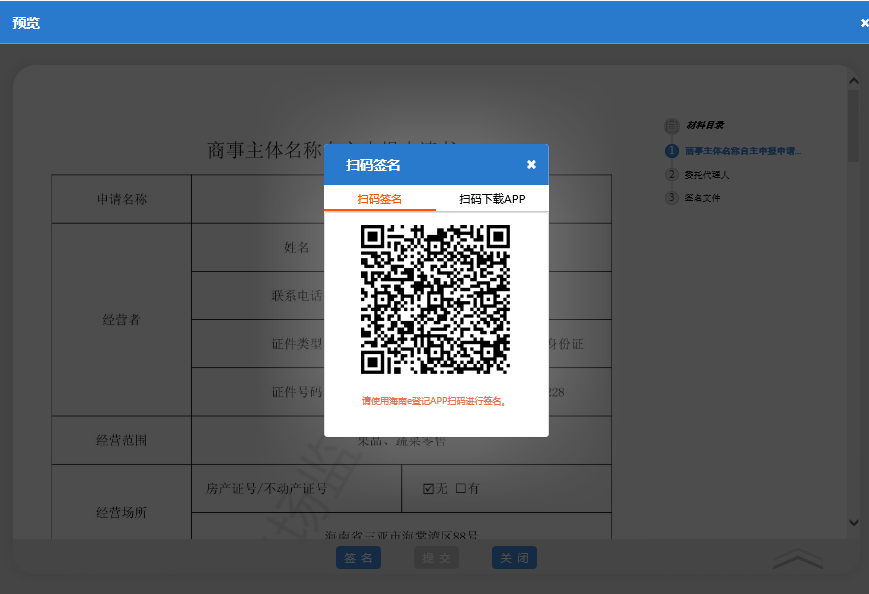 预览
商事主体名称自主申报申请书
扫码签名
扫码签名 扫码下载APP
请使用海南e登记APP扫码进行签名。
材料目录
1 商事主体名称自主申报申请...
2 委托代理人
3 签名文件
申请名称
经营者
姓名
联系电话
证件类型 身份证
证件号码 228
经营范围 果品、蔬菜零售
经营场所
房产证号/不动产证号 ☑无 ☐有
海南省三亚市海棠湾区88号
签 名 提 交 关 闭